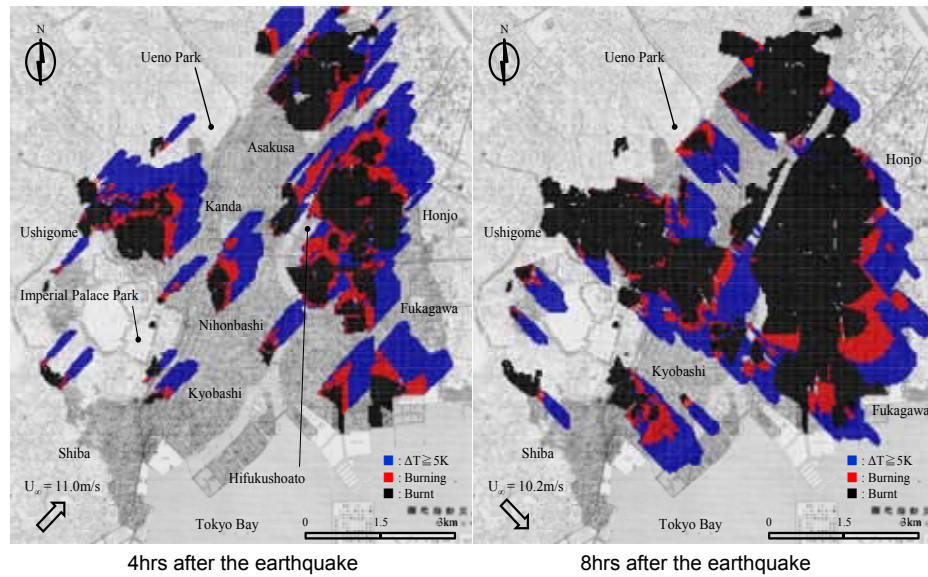 N
Ueno Park
Asakusa
Kanda
Honjo
Ushigome
Imperial Palace Park
Nihonbashi
Fukagawa
Kyobashi
Shiba
Hifukushoato
: ΔT≧5K
: Burning
: Burnt
U∞ = 11.0m/s
Tokyo Bay
0 1.5 3km
4hrs after the earthquake
N
Ueno Park
Honjo
Ushigome
Kyobashi
Fukagawa
Shiba
: ΔT≧5K
: Burning
: Burnt
U∞ = 10.2m/s
Tokyo Bay
0 1.5 3km
8hrs after the earthquake